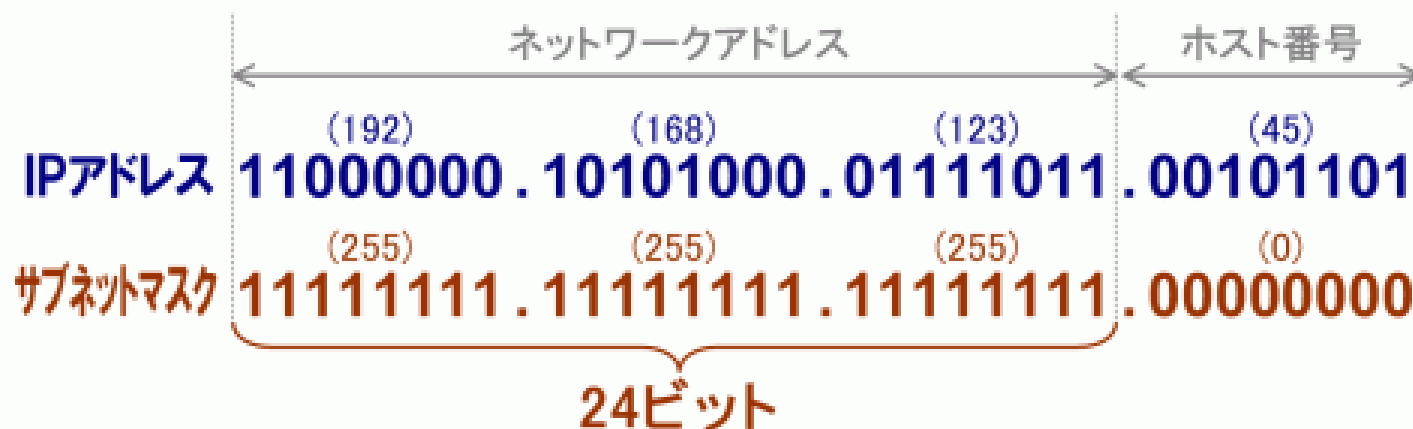 ネットワークアドレス ホスト番号
(192) (168) (123) (45)
IPアドレス 11000000.10101000.01111011.00101101
(255) (255) (255) (0)
サブネットマスク 11111111.11111111.11111111.00000000
24ビット